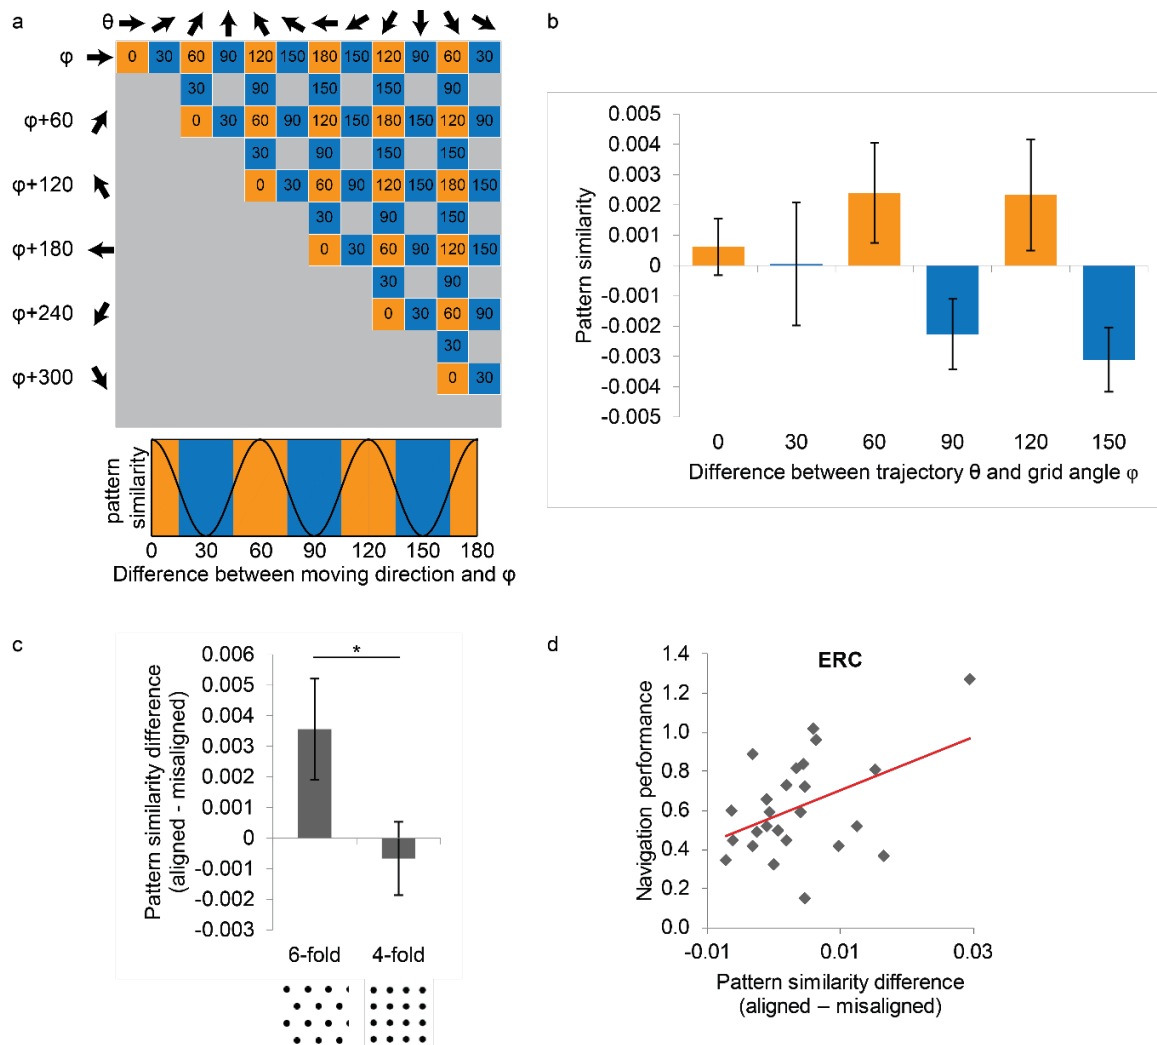 a
θ
φ 0 30 60 90 120 150 180 150 120 90 60 30
30 90 150 150 90
φ+60 0 30 60 90 120 150 180 150 120 90
30 90 150 150
φ+120 0 30 60 90 120 150 180 150
30 90 150
φ+180 0 30 60 90 120 150
30 90
φ+240 0 30 60 90
30
φ+300 0 30
pattern
similarity
0 30 60 90 120 150 180
Difference between moving direction and φ
b
Pattern similarity
0.005
0.004
0.003
0.002
0.001
0
-0.001
-0.002
-0.003
-0.004
-0.005
0 30 60 90 120 150
Difference between trajectory θ and grid angle φ
c
Pattern similarity difference
(aligned - misaligned)
0.006
0.005
0.004
0.003
0.002
0.001
0
-0.001
-0.002
-0.003
*
6-fold 4-fold
d
ERC
Navigation performance
1.4
1.2
1.0
0.8
0.6
0.4
0.2
0.0
-0.01 0.01 0.03
Pattern similarity difference
(aligned – misaligned)